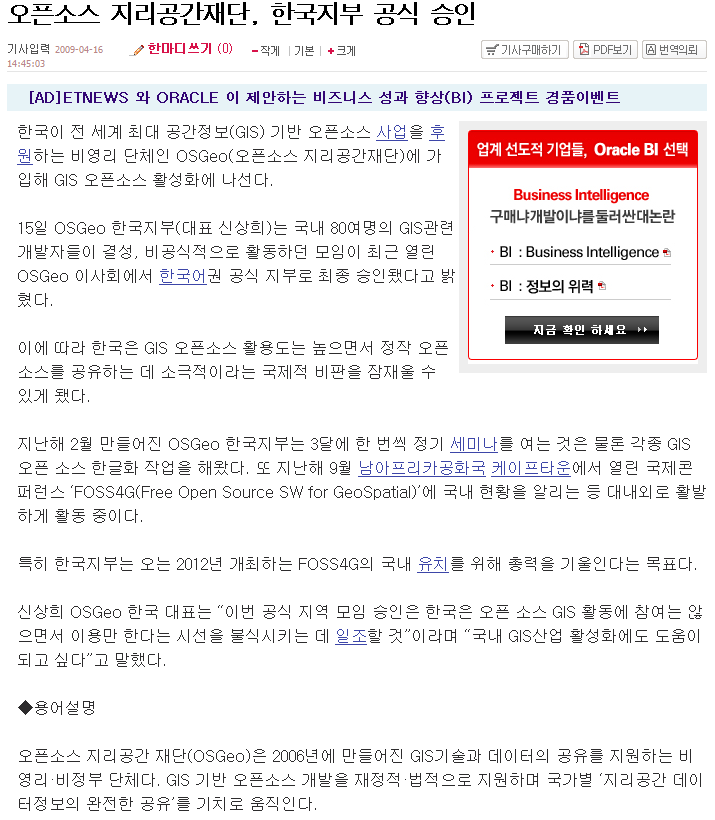 오픈소스 지리공간재단, 한국지부 공식 승인
기사입력 2009-04-16
14:45:03
한마디쓰기 (0)
작게 기본 크게
기사구매하기 PDF보기 번역의뢰
[AD]ETNEWS 와 ORACLE 이 제안하는 비즈니스 성과 향상(BI) 프로젝트 경품이벤트
한국이 전 세계 최대 공간정보(GIS) 기반 오픈소스 사업을 후
원하는 비영리 단체인 OSGeo(오픈소스 지리공간재단)에 가
입해 GIS 오픈소스 활성화에 나선다.
15일 OSGeo 한국지부(대표 신상희)는 국내 80여명의 GIS관련
개발자들이 결성, 비공식적으로 활동하던 모임이 최근 열린
OSGeo 이사회에서 한국어권 공식 지부로 최종 승인됐다고 밝
혔다.
이에 따라 한국은 GIS 오픈소스 활용도는 높으면서 정작 오픈
소스를 공유하는 데 소극적이라는 국제적 비판을 잠재울 수
있게 됐다.
업계 선도적 기업들, Oracle BI 선택
Business Intelligence
구매냐개발이냐를둘러싼대논란
BI : Business Intelligence
BI : 정보의 위력
지금 확인 하세요
지난해 2월 만들어진 OSGeo 한국지부는 3달에 한 번씩 정기 세미나를 여는 것은 물론 각종 GIS
오픈 소스 한글화 작업을 해왔다. 또 지난해 9월 남아프리카공화국 케이프타운에서 열린 국제콘
퍼런스 ‘FOSS4G(Free Open Source SW for GeoSpatial)’에 국내 현황을 알리는 등 대내외로 활발
하게 활동 중이다.
특히 한국지부는 오는 2012년 개최하는 FOSS4G의 국내 유치를 위해 총력을 기울인다는 목표다.
신상희 OSGeo 한국 대표는 “이번 공식 지역 모임 승인은 한국은 오픈 소스 GIS 활동에 참여는 않
으면서 이용만 한다는 시선을 불식시키는 데 일조할 것”이라며 “국내 GIS산업 활성화에도 도움이
되고 싶다”고 말했다.
◆용어설명
오픈소스 지리공간 재단(OSGeo)은 2006년에 만들어진 GIS기술과 데이터의 공유를 지원하는 비
영리·비정부 단체다. GIS 기반 오픈소스 개발을 재정적·법적으로 지원하며 국가별 ‘지리공간 데이
터정보의 완전한 공유’를 기치로 움직인다.